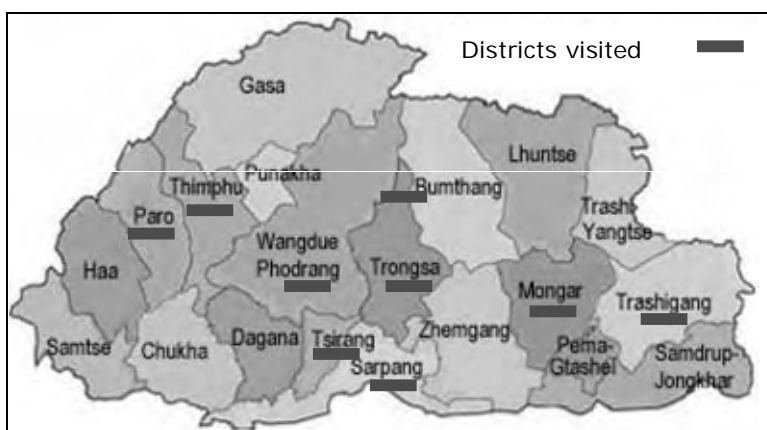 Districts visited
Gasa
Lhuntse
Punakha
Thimphu
Bumthang
Trashi-
Yangtse
Paro
Wangdue
Phodrang
Haa
Trongsa
Mongar
Trashigang
Zhemgang
Dagana
Tsirang
Samtse
Chukha
Sarpang
Pema-
Gtashel
Samdrup-
Jongkhar